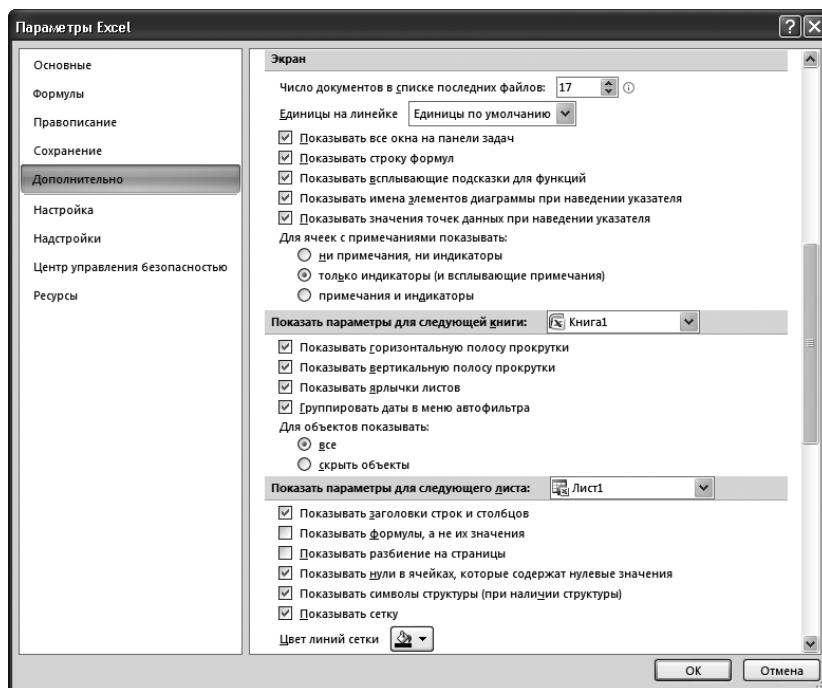 Параметры Excel
Основные
Формулы
Правописание
Сохранение
Дополнительно
Настройка
Надстройки
Центр управления безопасностью
Ресурсы
Экран
Число документов в списке последних файлов: 17
Единицы на линейке Единицы по умолчанию
Показывать все окна на панели задач
Показывать строку формул
Показывать всплывающие подсказки для функций
Показывать имена элементов диаграммы при наведении указателя
Показывать значения точек данных при наведении указателя
Для ячеек с примечаниями показывать:
ни примечания, ни индикаторы
только индикаторы (и всплывающие примечания)
примечания и индикаторы
Показать параметры для следующей книги: Книга1
Показывать горизонтальную полосу прокрутки
Показывать вертикальную полосу прокрутки
Показывать ярлычки листов
Группировать даты в меню автофильтра
Для объектов показывать:
все
скрыть объекты
Показать параметры для следующего листа: Лист1
Показывать заголовки строк и столбцов
Показывать формулы, а не их значения
Показывать разбиение на страницы
Показывать нули в ячейках, которые содержат нулевые значения
Показывать символы структуры (при наличии структуры)
Показывать сетку
Цвет линий сетки
ОК Отмена